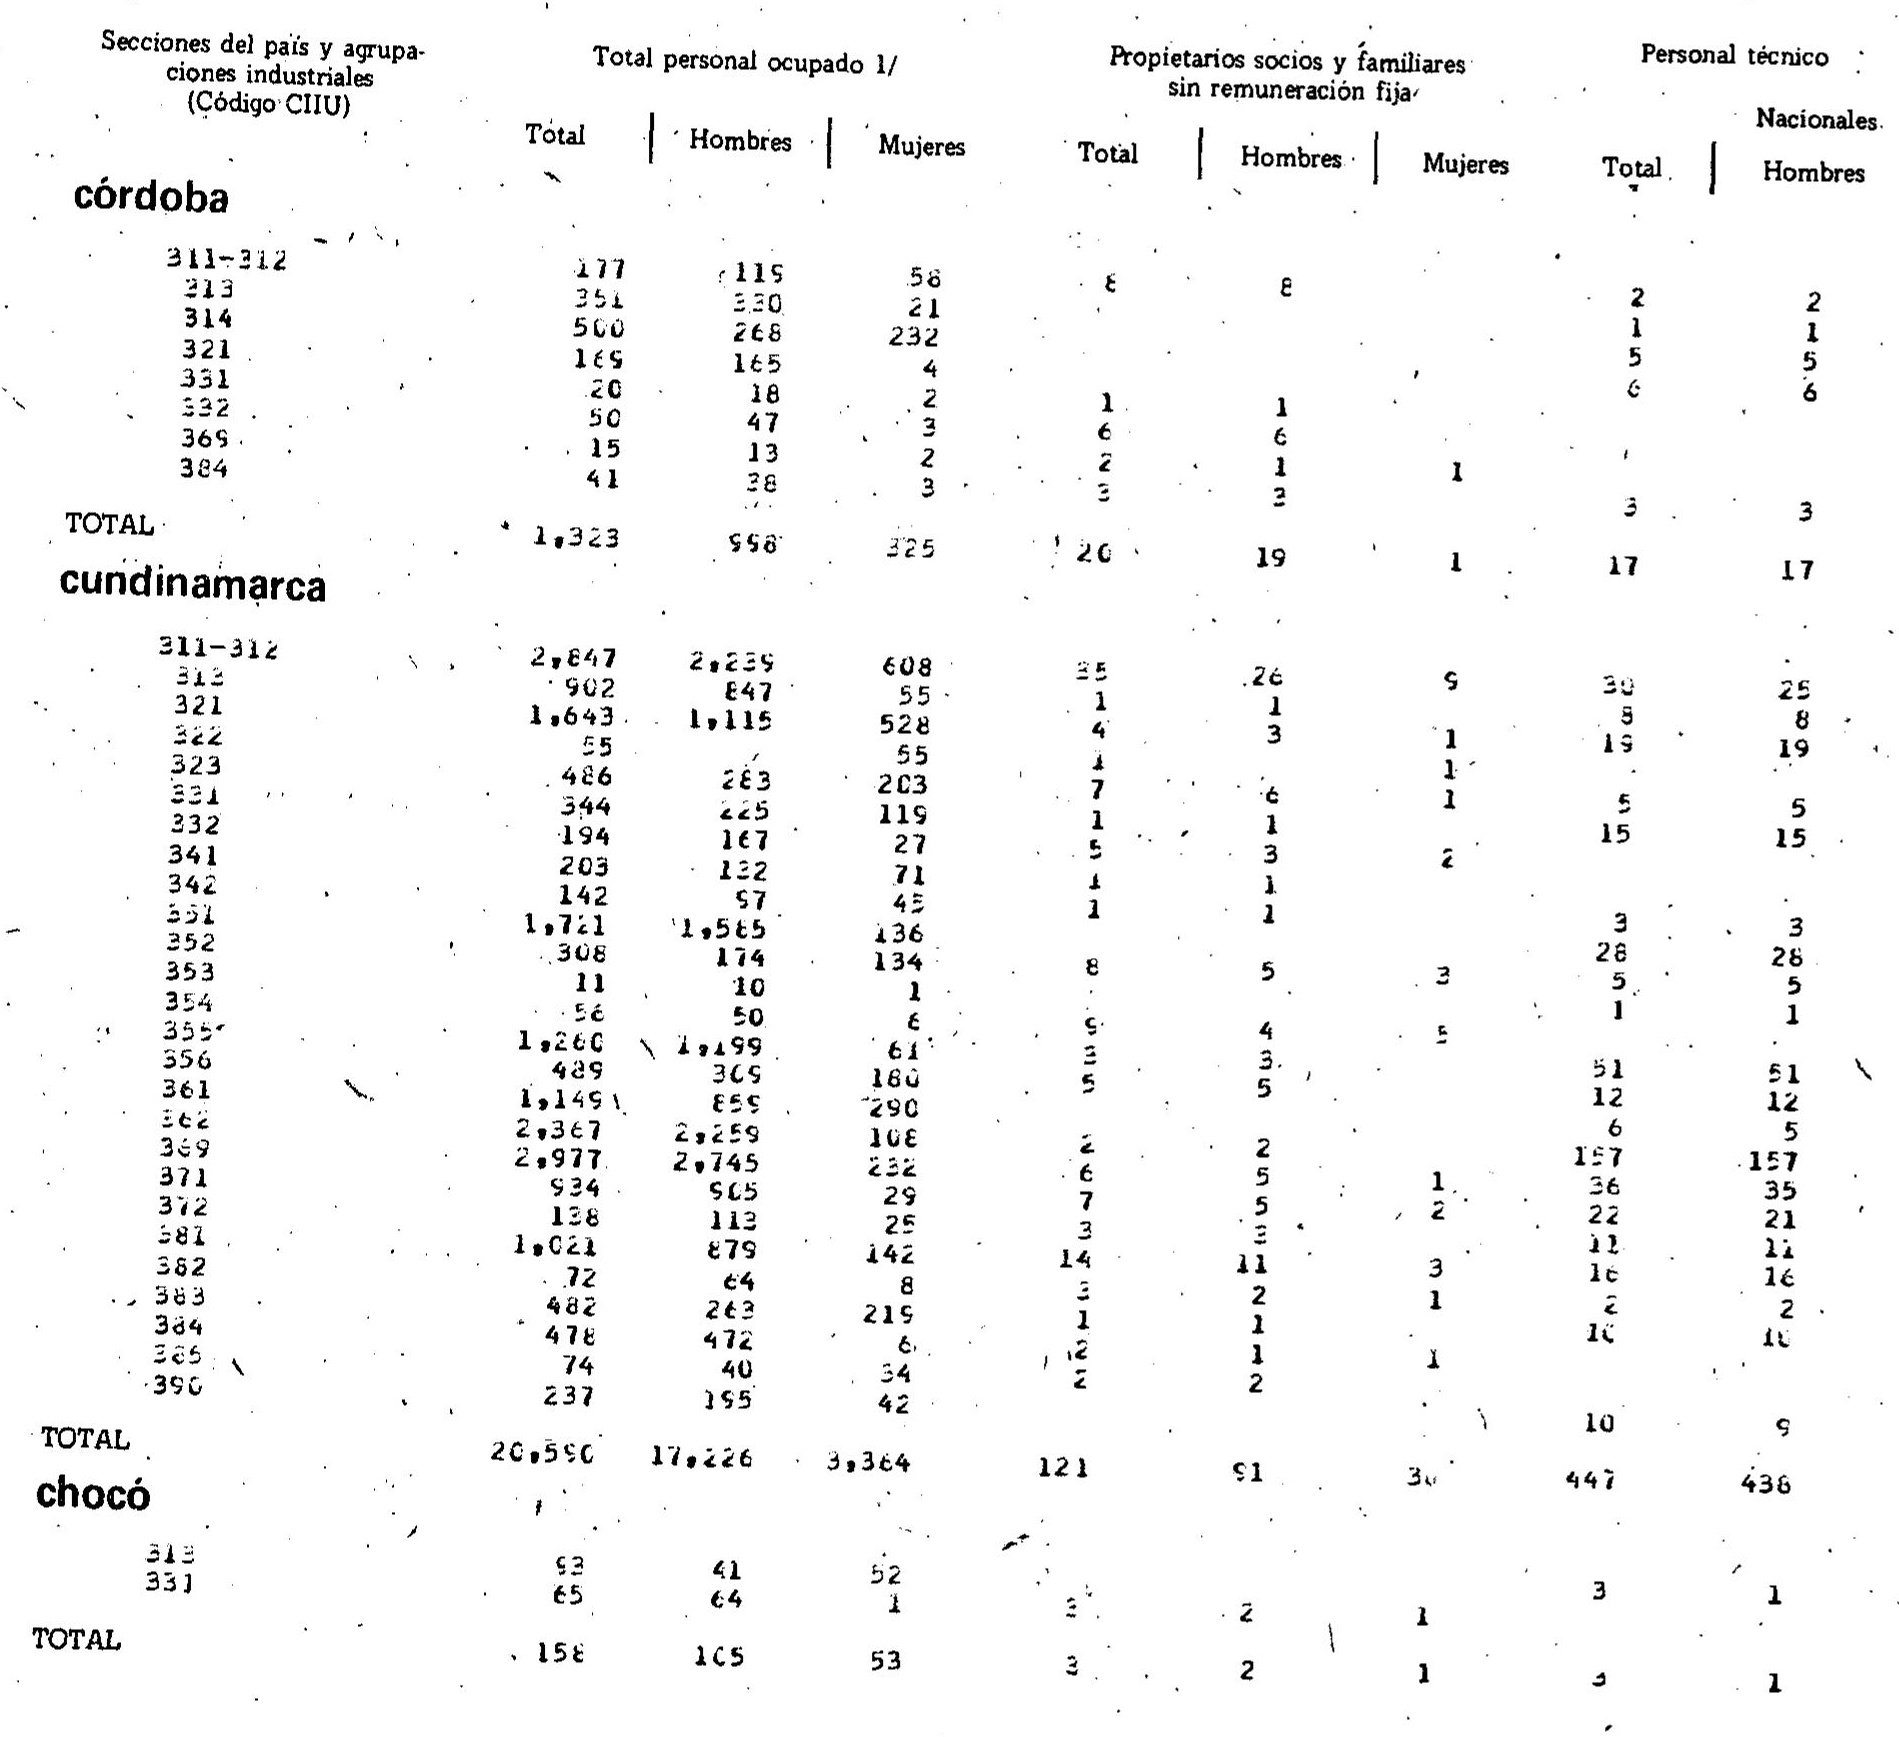 Secciones del país y agrupaciones industriales (Código CIIU) Total personal ocupado 1/ Propietarios socios y familiares sin remuneración fija Personal técnico
Nacionales
Total Hombres Mujeres Total Hombres Mujeres Total Hombres
córdoba
311-312 177 119 58 8 8 2 2
313 351 330 21 1 1
314 500 268 232 5 5
321 169 165 4 6 6
331 20 18 2 1 1
332 50 47 3 6 6
369 15 13 2 2 1 1
384 41 38 3 3 3 3 3
TOTAL 1,323 998 325 20 19 1 17 17
cundinamarca
311-312 2,847 2,239 608 35 26 9 30 25
313 902 847 55 1 1 8 8
321 1,643 1,115 528 4 3 1 19 19
322 55 55 1 1
323 486 283 203 7 6 1 5 5
331 344 225 119 1 1 15 15
332 194 167 27 5 3 2
341 203 132 71 1 1
342 142 97 45 1 1 3 3
351 1,721 1,585 136 28 28
352 308 174 134 8 5 3 5 5
353 11 10 1 1 1
354 56 50 6 9 4 5
355 1,260 1,199 61 3 3 51 51
356 489 309 180 5 5 12 12
361 1,149 859 290 6 5
362 2,367 2,259 108 2 2 157 157
369 2,977 2,745 232 6 5 1 36 35
371 934 905 29 7 5 2 22 21
372 138 113 25 3 3 11 11
381 1,021 879 142 14 11 3 16 16
382 72 64 8 3 2 1 2 2
383 482 263 219 1 1 10 10
384 478 472 6 2 1 1
385 74 40 34 2 2
390 237 195 42 10 9
TOTAL 20,590 17,226 3,364 121 91 30 447 438
chocó
313 93 41 52 3 1
331 65 64 1 3 2 1
TOTAL 158 105 53 3 2 1 3 1